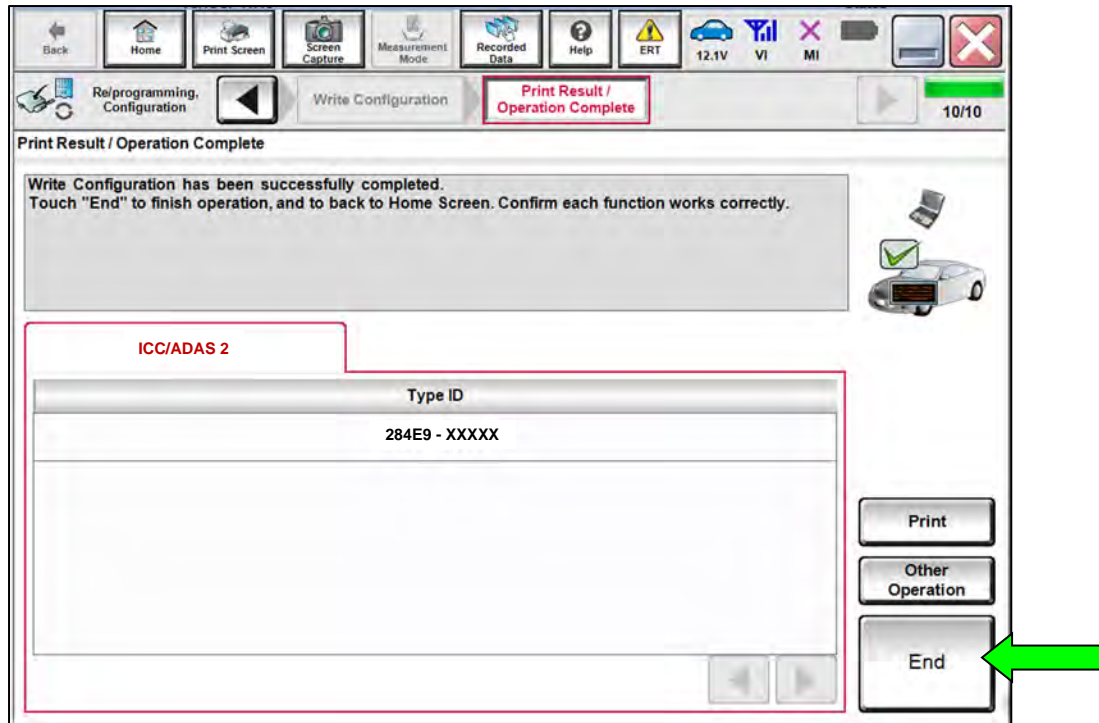 Back
Home
Print Screen
Screen
Capture
Measurement
Mode
Recorded
Data
Help
ERT
12.1V
VI
MI
Re/programming,
Configuration
Write Configuration
Print Result /
Operation Complete
10/10
Print Result / Operation Complete
Write Configuration has been successfully completed.
Touch "End" to finish operation, and to back to Home Screen. Confirm each function works correctly.
ICC/ADAS 2
Type ID
284E9 - XXXXX
Print
Other
Operation
End